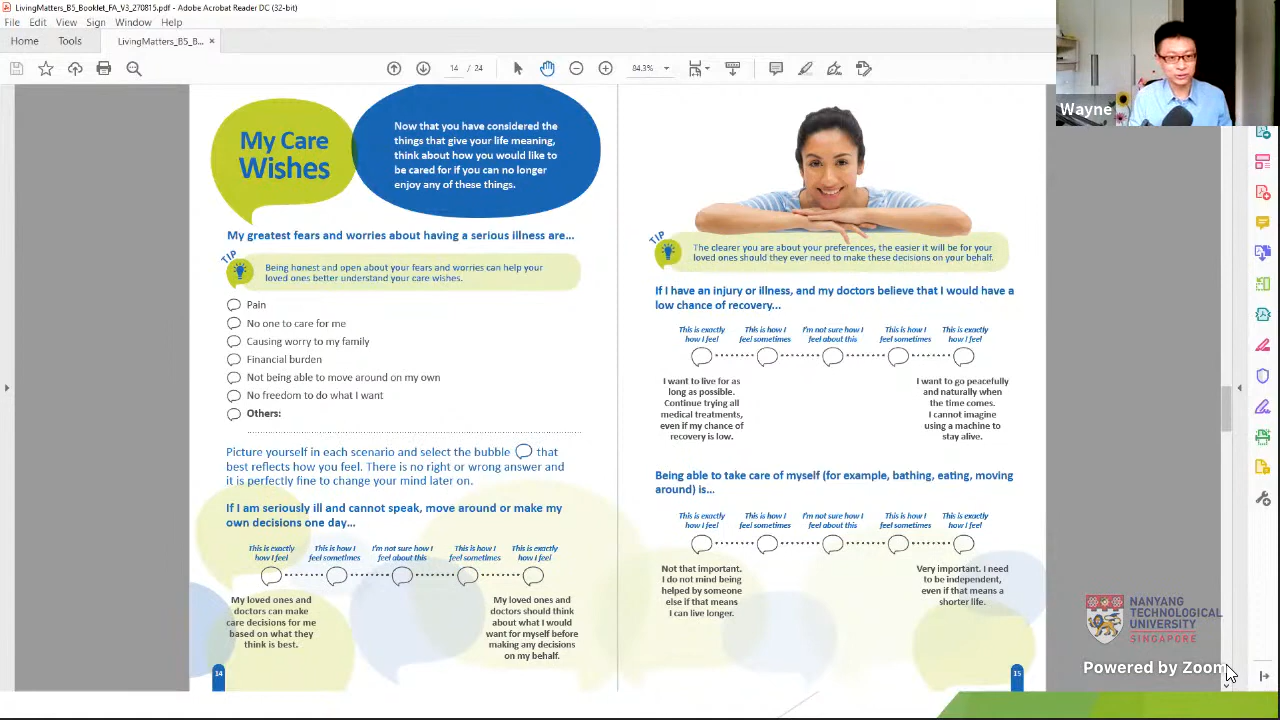 LivingMatters_B5_Booklet_FA_V3_270815.pdf - Adobe Acrobat Reader DC (32-bit)
File Edit View Sign Window Help
Home Tools LivingMatters_B5_B... ×
14 / 24 84.3%
Wayne
My Care
Wishes
Now that you have considered the
things that give your life meaning,
think about how you would like to
be cared for if you can no longer
enjoy any of these things.
My greatest fears and worries about having a serious illness are...
TIP
Being honest and open about your fears and worries can help your
loved ones better understand your care wishes.
Pain
No one to care for me
Causing worry to my family
Financial burden
Not being able to move around on my own
No freedom to do what I want
Others:
Picture yourself in each scenario and select the bubble that
best reflects how you feel. There is no right or wrong answer and
it is perfectly fine to change your mind later on.
If I am seriously ill and cannot speak, move around or make my
own decisions one day...
This is exactly This is how I I'm not sure how I This is how I This is exactly
how I feel! feel sometimes feel about this feel sometimes how I feel!
My loved ones and
doctors can make
care decisions for me
based on what they
think is best.
My loved ones and
doctors should think
about what I would
want for myself before
making any decisions
on my behalf.
14
TIP
The clearer you are about your preferences, the easier it will be for your
loved ones should they ever need to make these decisions on your behalf.
If I have an injury or illness, and my doctors believe that I would have a
low chance of recovery...
This is exactly This is how I I'm not sure how I This is how I This is exactly
how I feel! feel sometimes feel about this feel sometimes how I feel!
I want to live for as
long as possible.
Continue trying all
medical treatments,
even if my chance of
recovery is low.
I want to go peacefully
and naturally when
the time comes.
I cannot imagine
using a machine to
stay alive.
Being able to take care of myself (for example, bathing, eating, moving
around) is...
This is exactly This is how I I'm not sure how I This is how I This is exactly
how I feel! feel sometimes feel about this feel sometimes how I feel!
Not that important.
I do not mind being
helped by someone
else if that means
I can live longer.
Very important. I need
to be independent,
even if that means a
shorter life.
15
NANYANG
TECHNOLOGICAL
UNIVERSITY
SINGAPORE
Powered by Zoom